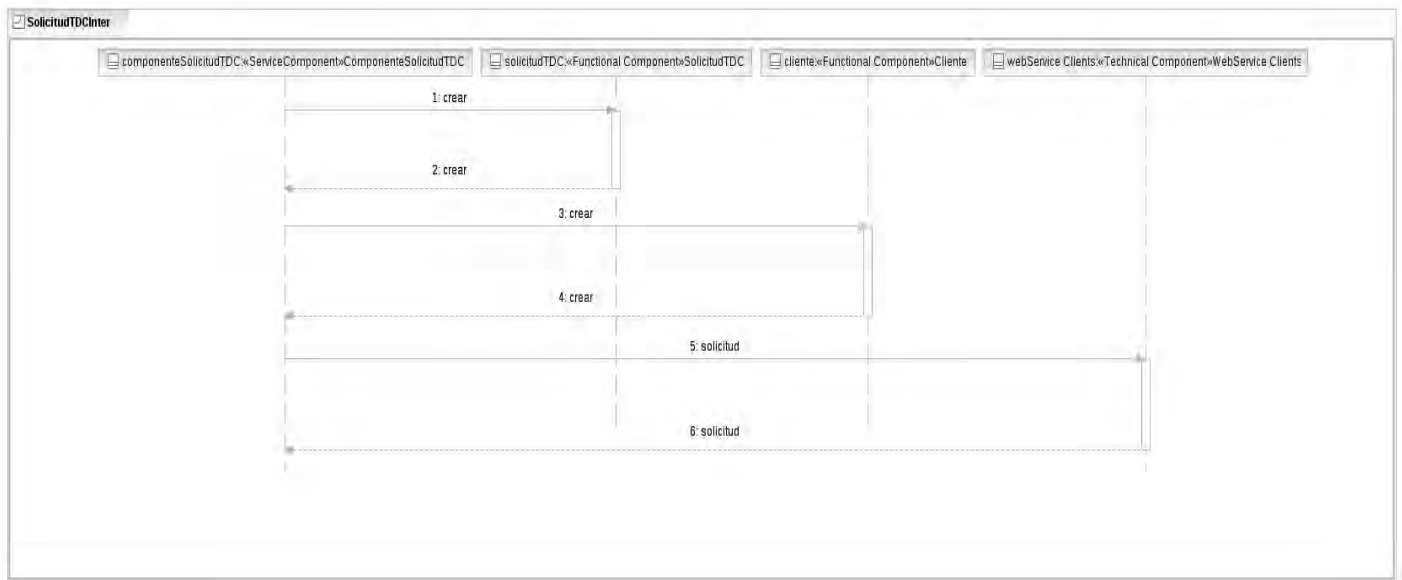 SolicitudTDCInter
componenteSolicitudTDC:«ServiceComponent»ComponenteSolicitudTDC
solicitudTDC:«Functional Component»SolicitudTDC
cliente:«Functional Component»Cliente
webService Clients:«Technical Component»WebService Clients
1: crear
2: crear
3: crear
4: crear
5: solicitud
6: solicitud